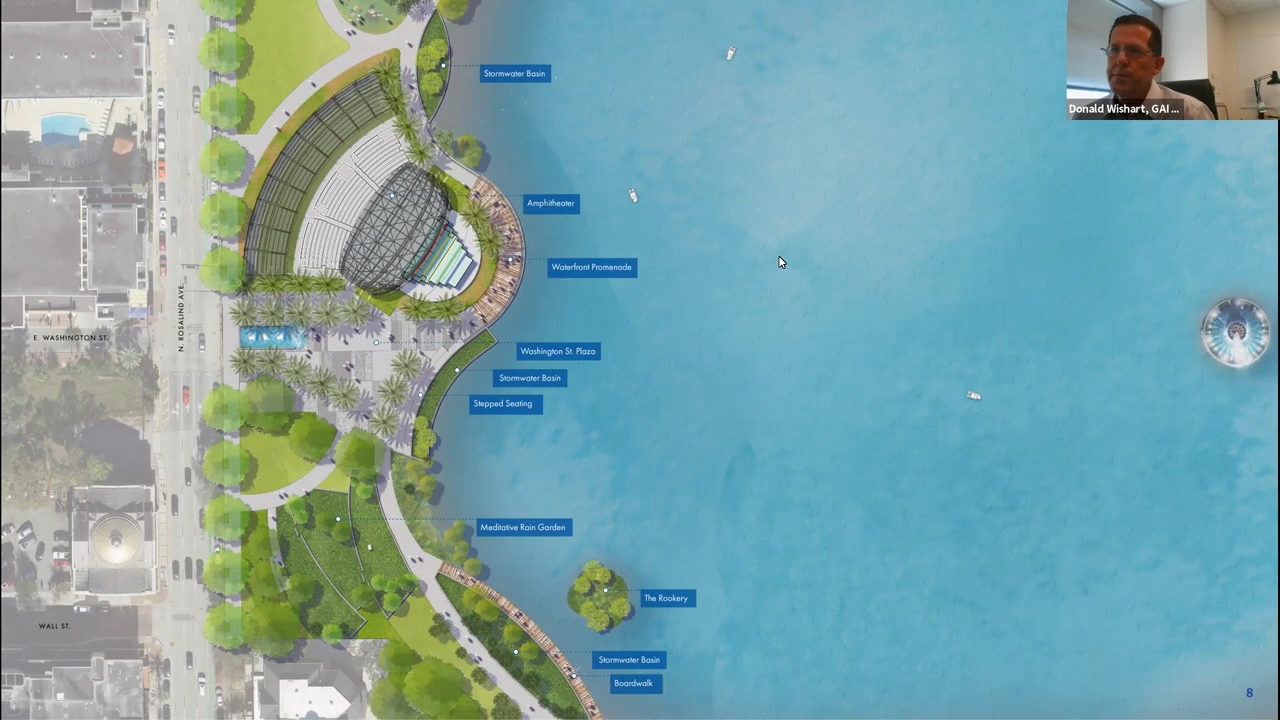 Donald Wishart, GAI ...
Stormwater Basin
Amphitheater
Waterfront Promenade
N. ROSALIND AVE.
E. WASHINGTON ST.
Washington St. Plaza
Stormwater Basin
Stepped Seating
Meditative Rain Garden
The Rookery
WALL ST.
Stormwater Basin
Boardwalk
8